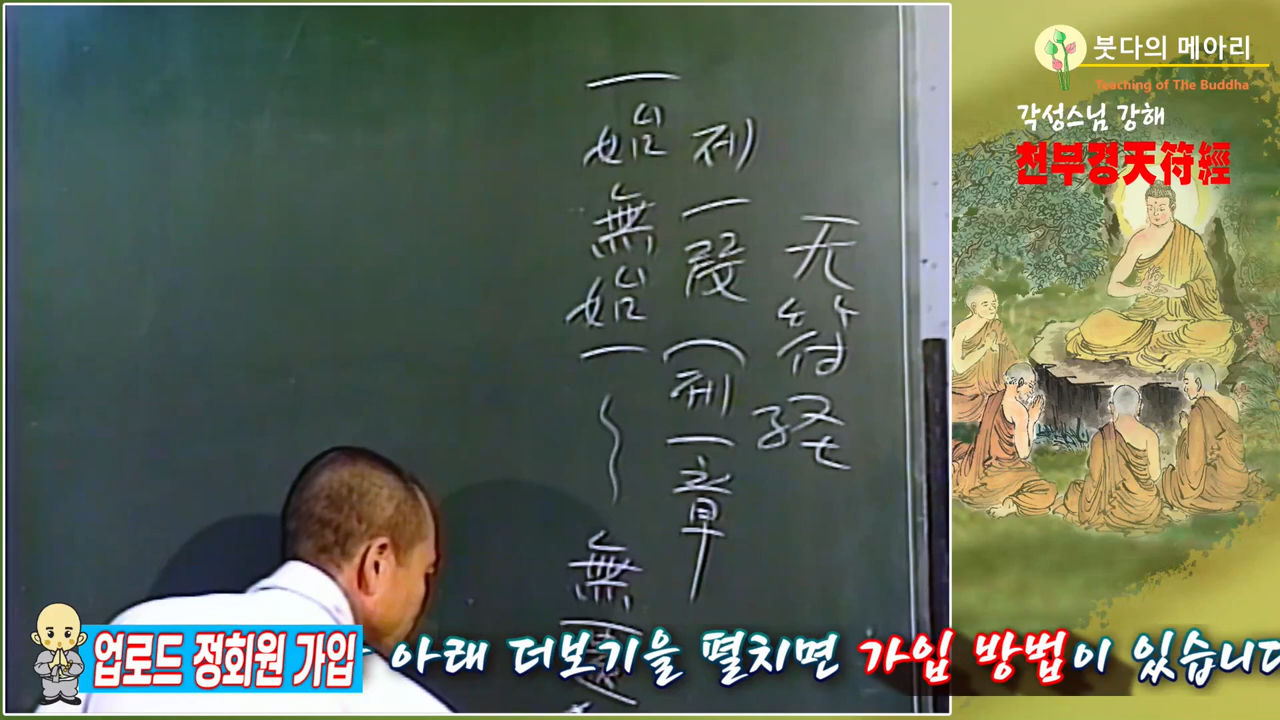 天符経
제一段(제一章
一始無始一~無匱
붓다의 메아리
Teaching of The Buddha
각성스님 강해
천부경天符經
업로드 정회원 가입
아래 더보기을 펼치면 가입 방법이 있습니다